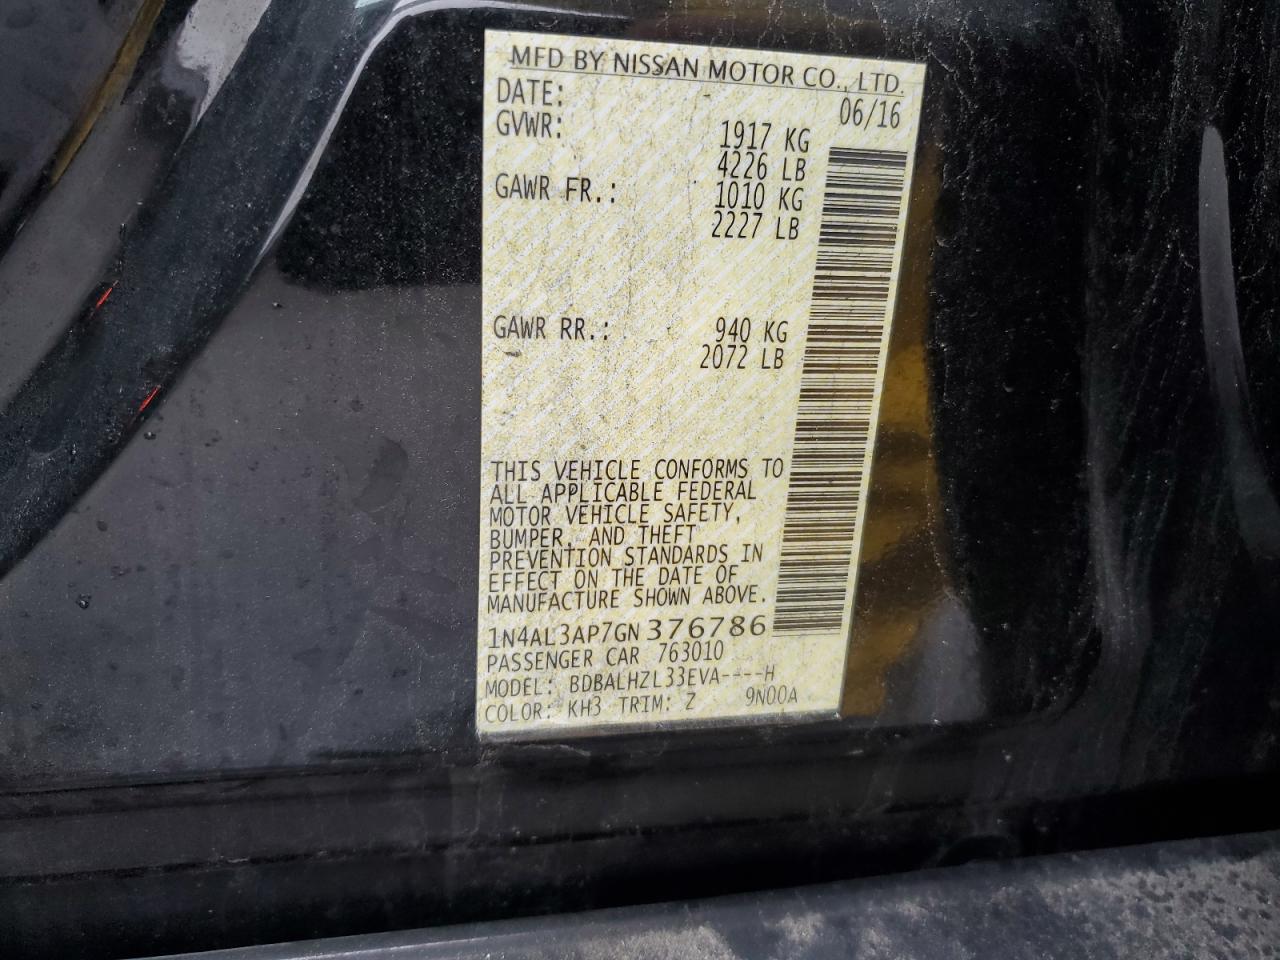 MFD BY NISSAN MOTOR CO., LTD.
DATE: 06/16
GVWR: 1917 KG
4226 LB
GAWR FR.: 1010 KG
2227 LB
GAWR RR.: 940 KG
2072 LB
THIS VEHICLE CONFORMS TO
ALL APPLICABLE FEDERAL
MOTOR VEHICLE SAFETY,
BUMPER, AND THEFT
PREVENTION STANDARDS IN
EFFECT ON THE DATE OF
MANUFACTURE SHOWN ABOVE.
1N4AL3AP7GN376786
PASSENGER CAR 763010
MODEL: BDBALHZL33EVA----H
COLOR: KH3 TRIM: Z 9N00A